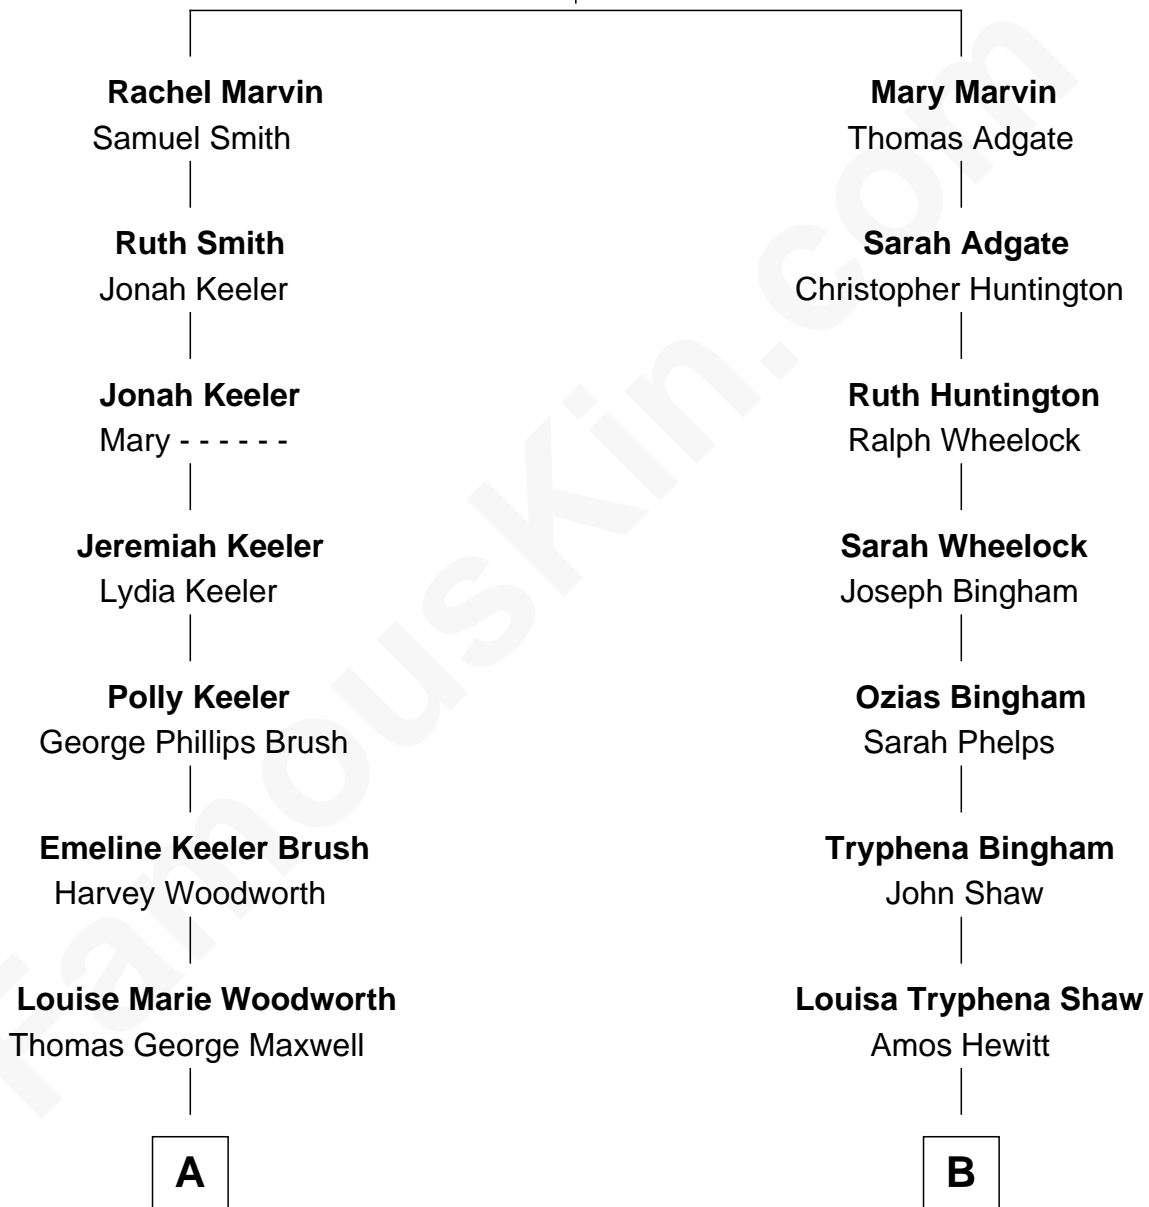 Rachel Marvin
Samuel Smith
Mary Marvin
Thomas Adgate
Ruth Smith
Jonah Keeler
Sarah Adgate
Christopher Huntington
Jonah Keeler
Mary - - - - - -
Ruth Huntington
Ralph Wheelock
Jeremiah Keeler
Lydia Keeler
Sarah Wheelock
Joseph Bingham
Polly Keeler
George Phillips Brush
Ozias Bingham
Sarah Phelps
Emeline Keeler Brush
Harvey Woodworth
Tryphena Bingham
John Shaw
Louise Marie Woodworth
Thomas George Maxwell
Louisa Tryphena Shaw
Amos Hewitt
A
B
FamousKin.com